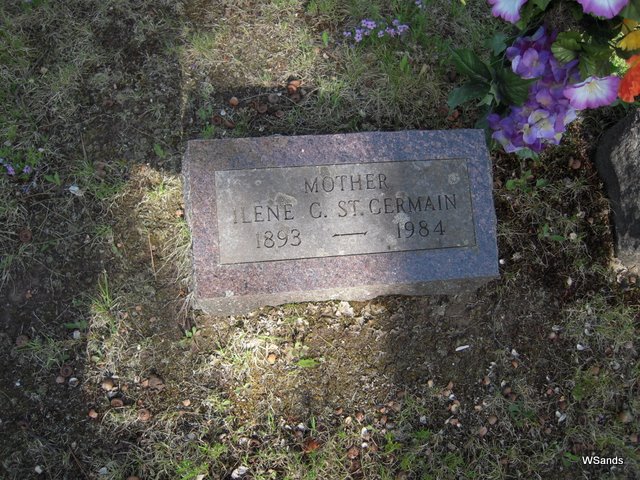 MOTHER
ILENE G. ST. GERMAIN
1893 — 1984
WSands